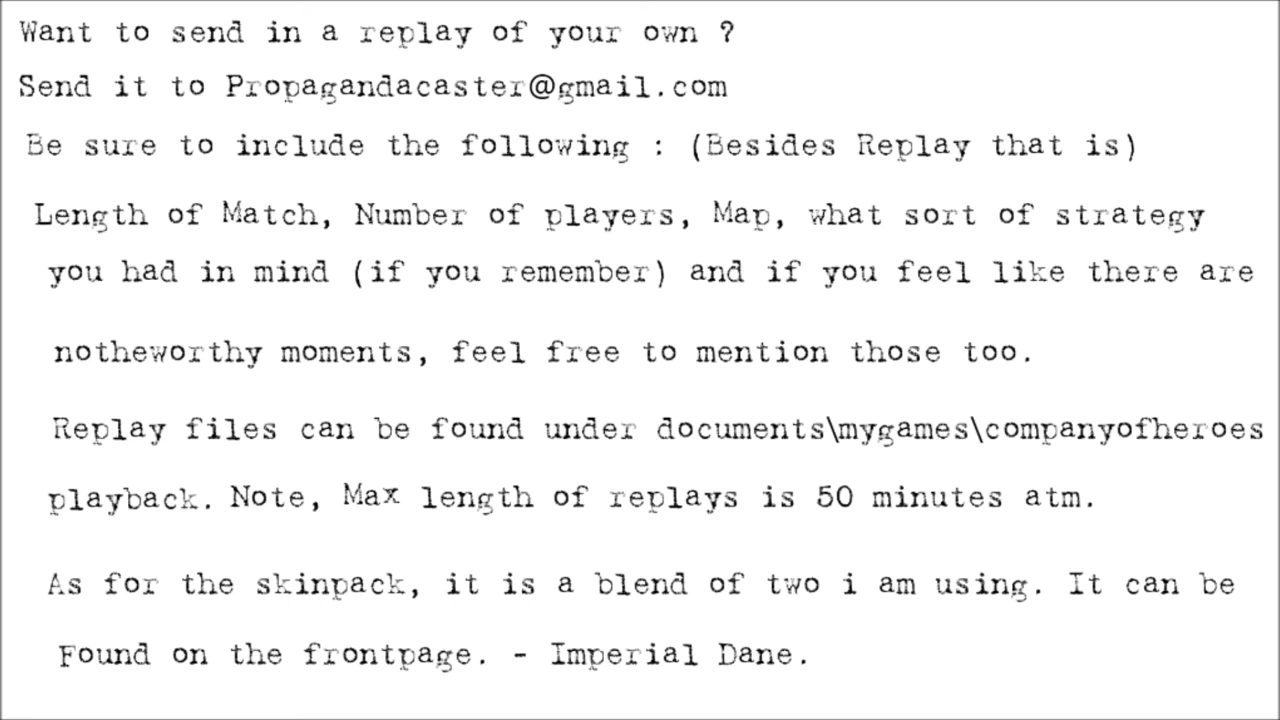 Want to send in a replay of your own ?
Send it to Propagandacaster@gmail.com
Be sure to include the following : (Besides Replay that is)
Length of Match, Number of players, Map, what sort of strategy
you had in mind (if you remember) and if you feel like there are
notheworthy moments, feel free to mention those too.
Replay files can be found under documents\mygames\companyofheroes
playback. Note, Max length of replays is 50 minutes atm.
As for the skinpack, it is a blend of two i am using. It can be
Found on the frontpage. - Imperial Dane.